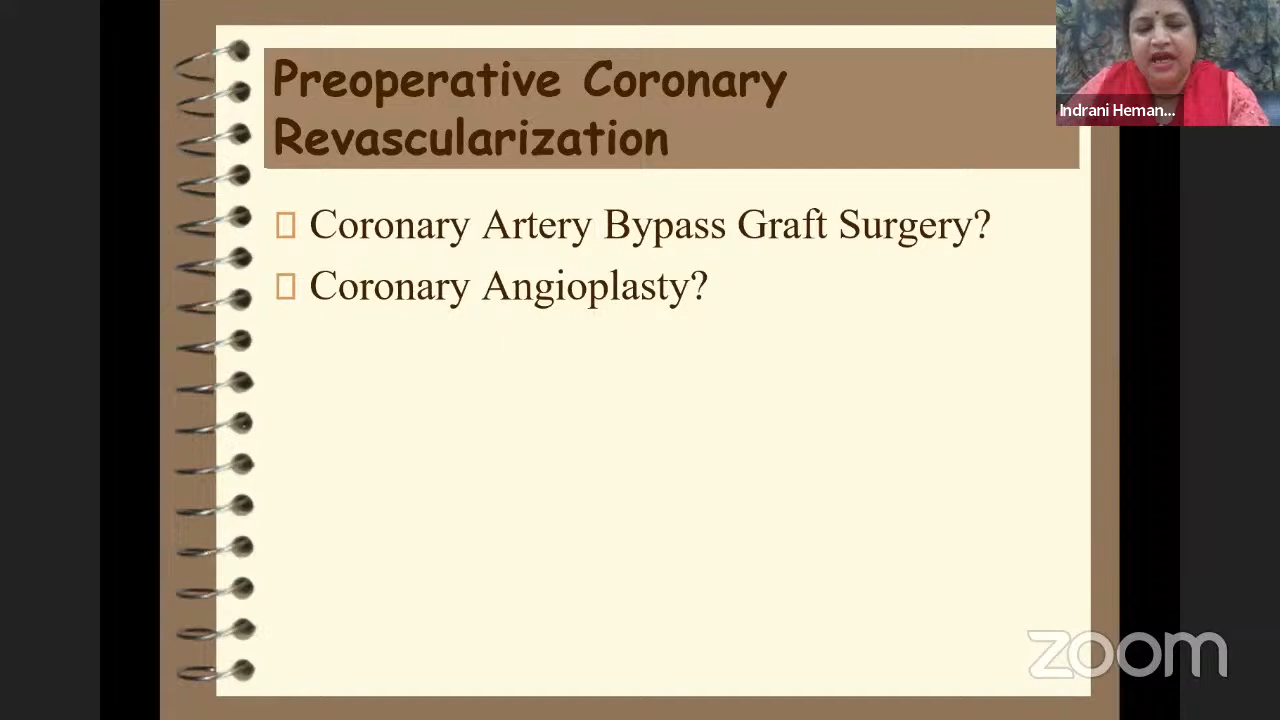 Preoperative Coronary
Revascularization
Coronary Artery Bypass Graft Surgery?
Coronary Angioplasty?
Indrani Heman...
zoom